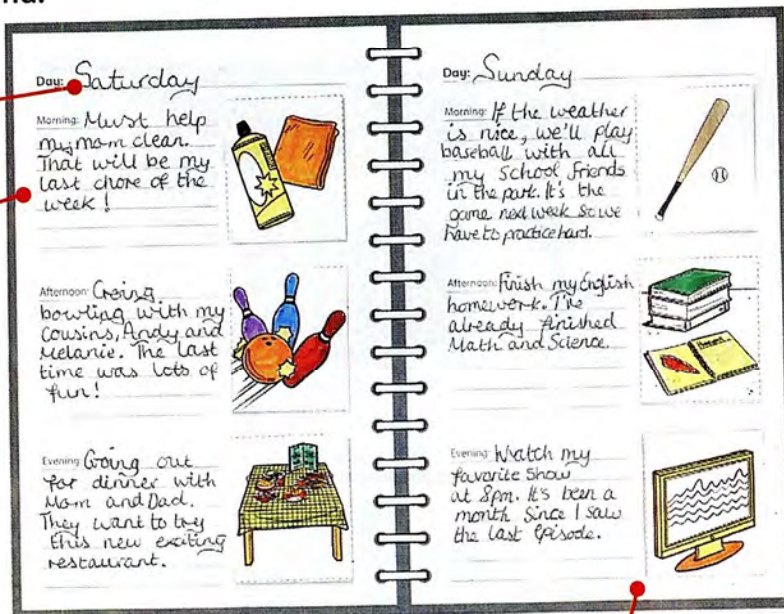 Day: Saturday
Morning: Must help
my mom clean.
That will be my
last chore of the
week!
Afternoon: Going
bowling with my
cousins, Andy and
Melanie. The last
time was lots of
fun!
Evening: Going out
for dinner with
Mom and Dad.
They want to try
this new exciting
restaurant.
Day: Sunday
Morning: If the weather
is nice, we'll play
baseball with all
my school friends
in the park. It's the
game next week so we
have to practice hard.
Afternoon: Finish my English
homework. I've
already finished
Math and Science.
Evening: Watch my
favorite show
at 8pm. It's been a
month since I saw
the last episode.